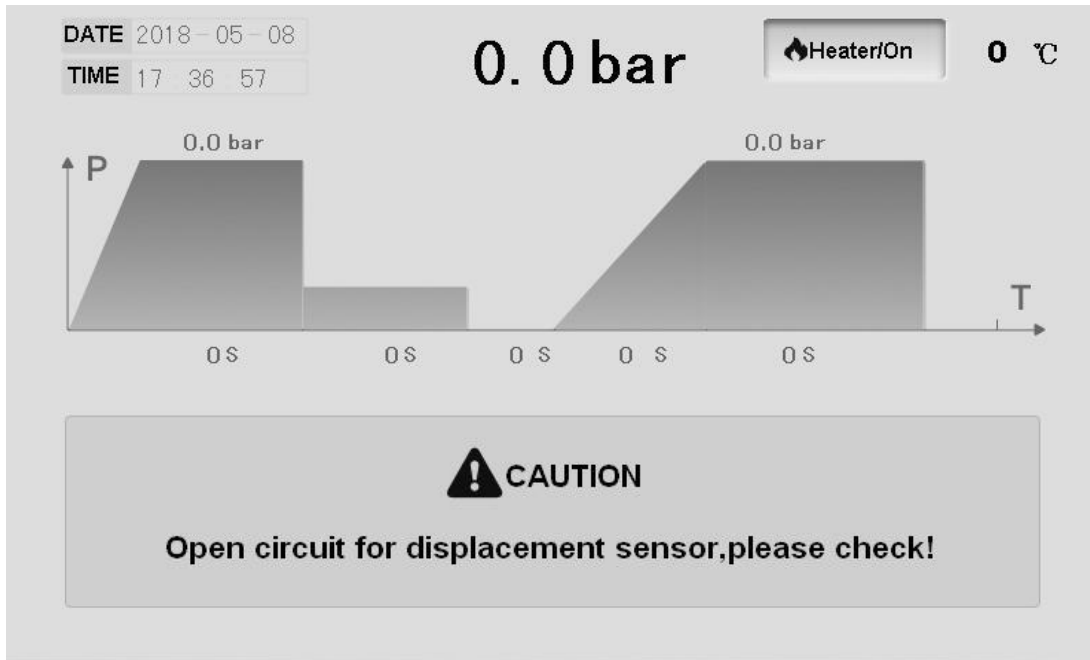 DATE 2018-05-08
TIME 17 36 57
0.0 bar
Heater/On
0 ℃
0.0 bar
0.0 bar
P
T
0 S
0 S
0 S
0 S
0 S
CAUTION
Open circuit for displacement sensor,please check!